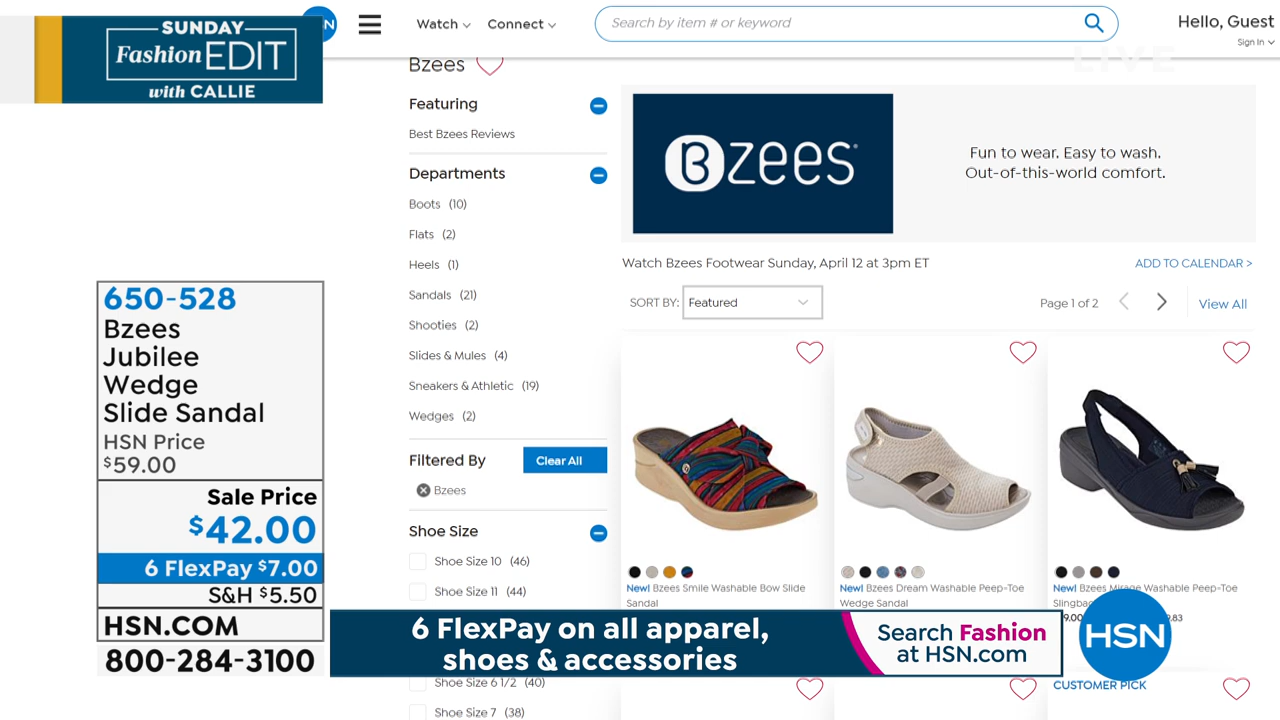 SUNDAY
Fashion EDIT
with CALLIE
Watch
Connect
Search by item # or keyword
Hello, Guest
Sign In
LIVE
Bzees
Featuring
Best Bzees Reviews
Departments
Boots (10)
Flats (2)
Heels (1)
Sandals (21)
Shooties (2)
Slides & Mules (4)
Sneakers & Athletic (19)
Wedges (2)
Filtered By
Clear All
Bzees
Shoe Size
Shoe Size 10 (46)
Shoe Size 11 (44)
Shoe Size 6 1/2 (40)
Shoe Size 7 (38)
Bzees
Fun to wear. Easy to wash.
Out-of-this-world comfort.
Watch Bzees Footwear Sunday, April 12 at 3pm ET
ADD TO CALENDAR >
SORT BY: Featured
Page 1 of 2
View All
New! Bzees Smile Washable Bow Slide
Sandal
New! Bzees Dream Washable Peep-Toe
Wedge Sandal
New! Bzees Mirage Washable Peep-Toe
CUSTOMER PICK
650-528
Bzees
Jubilee
Wedge
Slide Sandal
HSN Price
$59.00
Sale Price
$42.00
6 FlexPay $7.00
S&H $5.50
HSN.COM
800-284-3100
6 FlexPay on all apparel,
shoes & accessories
Search Fashion
at HSN.com
HSN